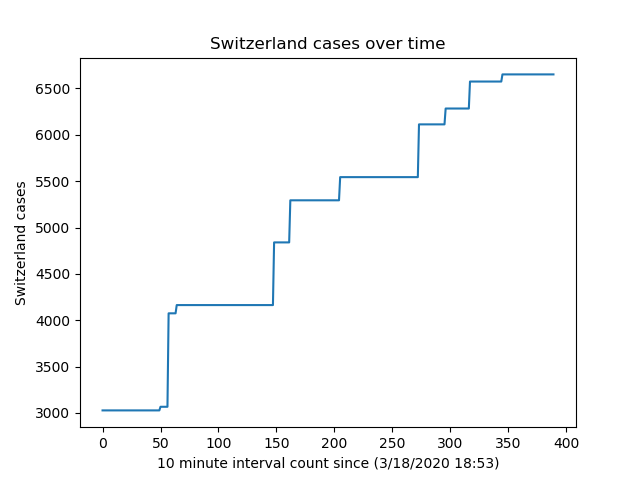 Switzerland cases over time
6500
6000
5500
5000
4500
4000
3500
3000
Switzerland cases
0 50 100 150 200 250 300 350 400
10 minute interval count since (3/18/2020 18:53)